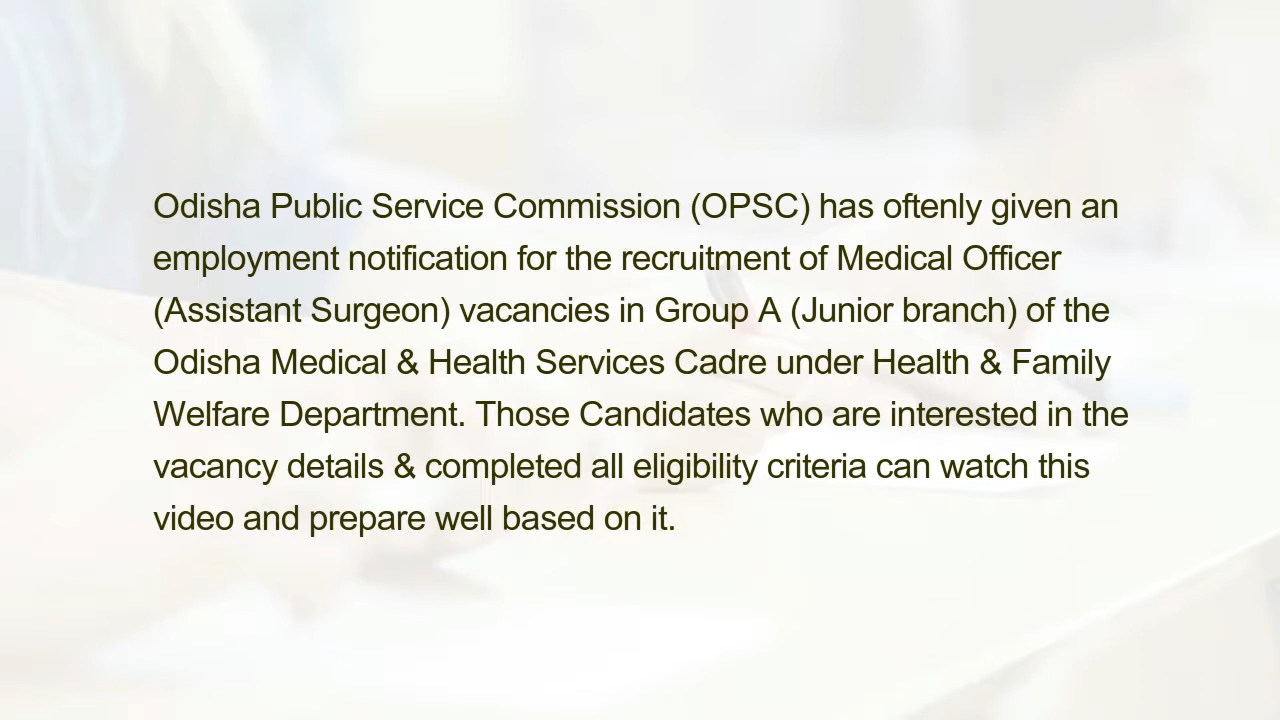 Odisha Public Service Commission (OPSC) has oftenly given an
employment notification for the recruitment of Medical Officer
(Assistant Surgeon) vacancies in Group A (Junior branch) of the
Odisha Medical & Health Services Cadre under Health & Family
Welfare Department. Those Candidates who are interested in the
vacancy details & completed all eligibility criteria can watch this
video and prepare well based on it.